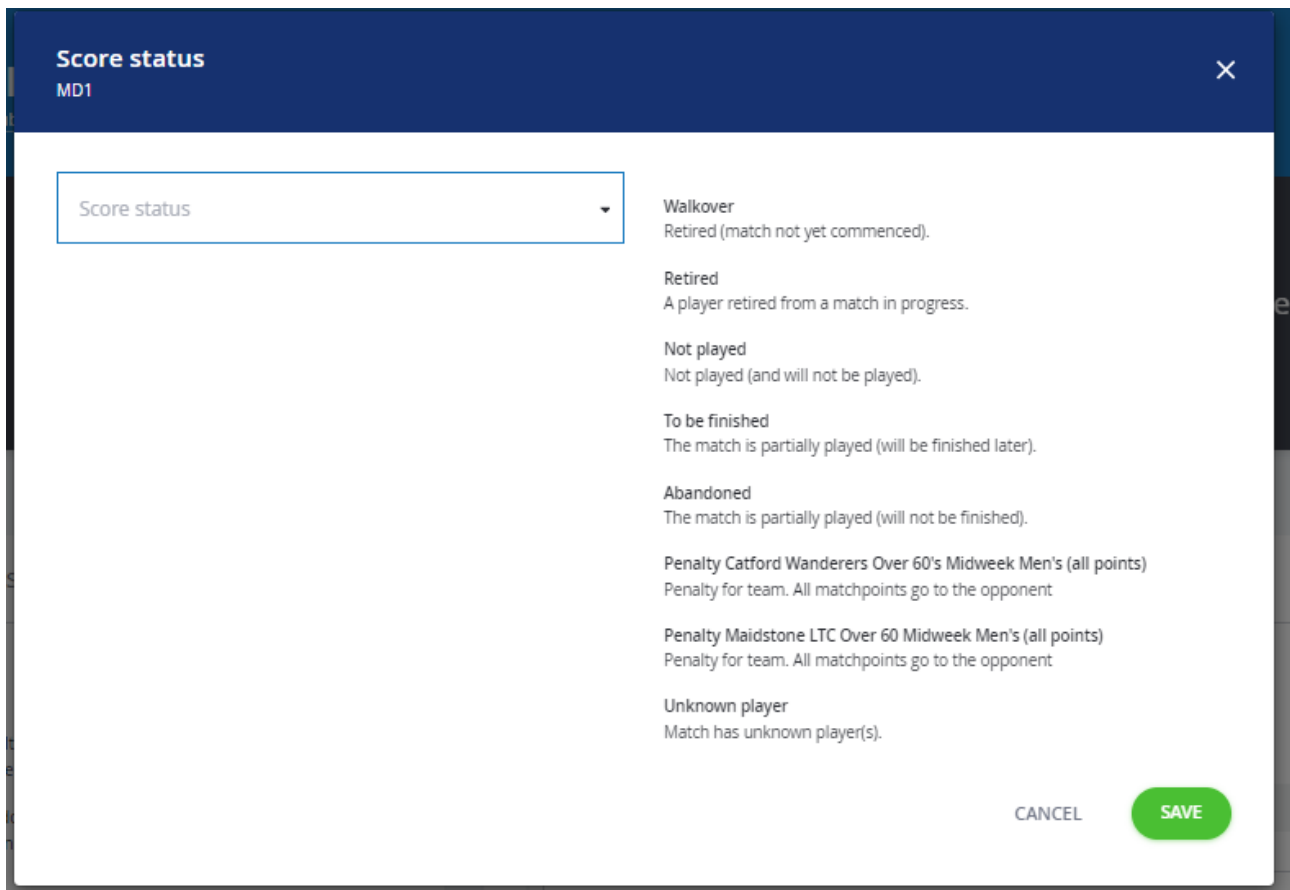 Score status
MD1
Score status
Walkover
Retired (match not yet commenced).
Retired
A player retired from a match in progress.
Not played
Not played (and will not be played).
To be finished
The match is partially played (will be finished later).
Abandoned
The match is partially played (will not be finished).
Penalty Catford Wanderers Over 60's Midweek Men's (all points)
Penalty for team. All matchpoints go to the opponent
Penalty Maidstone LTC Over 60 Midweek Men's (all points)
Penalty for team. All matchpoints go to the opponent
Unknown player
Match has unknown player(s).
CANCEL
SAVE